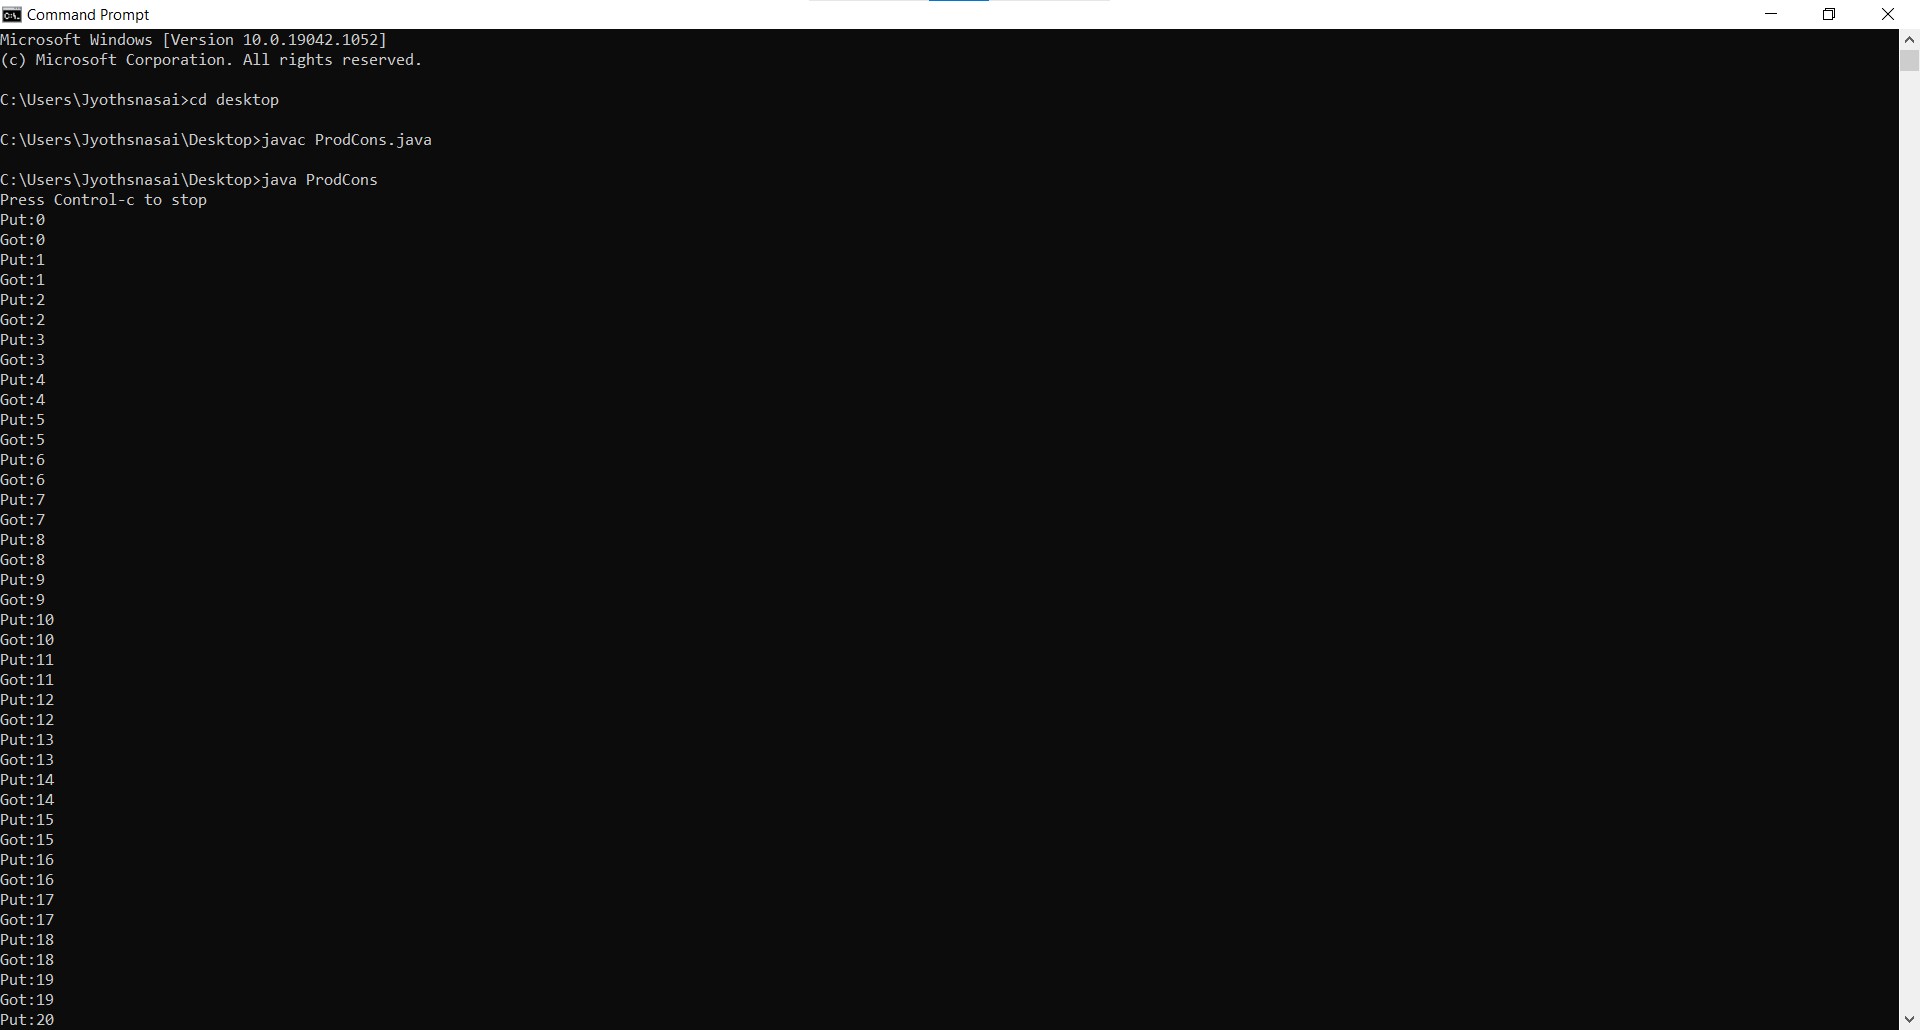 Command Prompt
Microsoft Windows [Version 10.0.19042.1052]
(c) Microsoft Corporation. All rights reserved.
C:\Users\Jyothsnasai>cd desktop
C:\Users\Jyothsnasai\Desktop>javac ProdCons.java
C:\Users\Jyothsnasai\Desktop>java ProdCons
Press Control-c to stop
Put:0
Got:0
Put:1
Got:1
Put:2
Got:2
Put:3
Got:3
Put:4
Got:4
Put:5
Got:5
Put:6
Got:6
Put:7
Got:7
Put:8
Got:8
Put:9
Got:9
Put:10
Got:10
Put:11
Got:11
Put:12
Got:12
Put:13
Got:13
Put:14
Got:14
Put:15
Got:15
Put:16
Got:16
Put:17
Got:17
Put:18
Got:18
Put:19
Got:19
Put:20